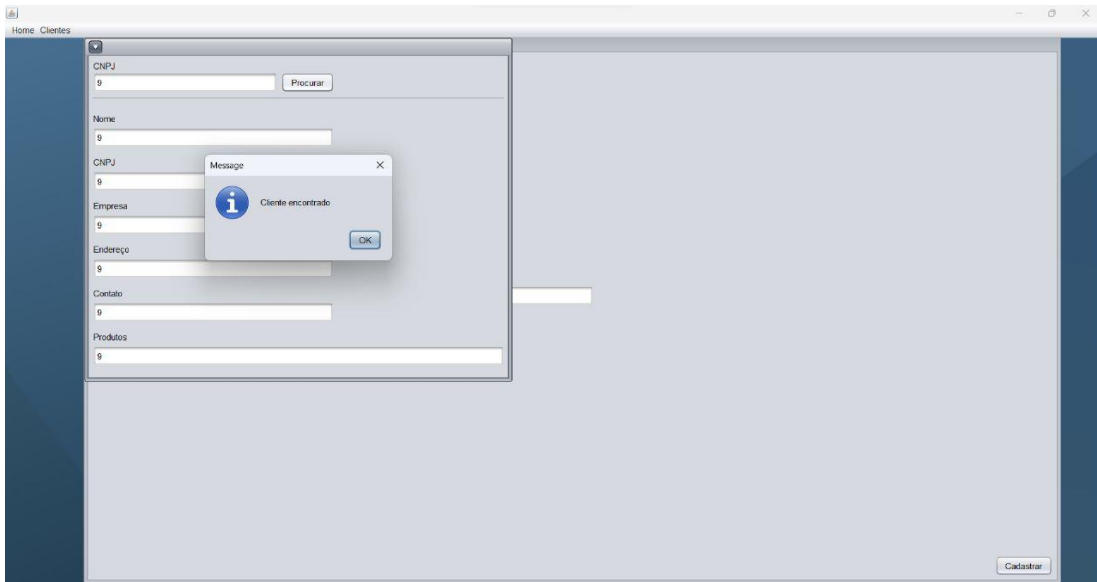 Home Clientes
CNPJ
9 Procurar
Nome
9
CNPJ
9
Empresa
9
Endereço
9
Contato
9
Produtos
9
Message
Cliente encontrado
OK
Cadastrar